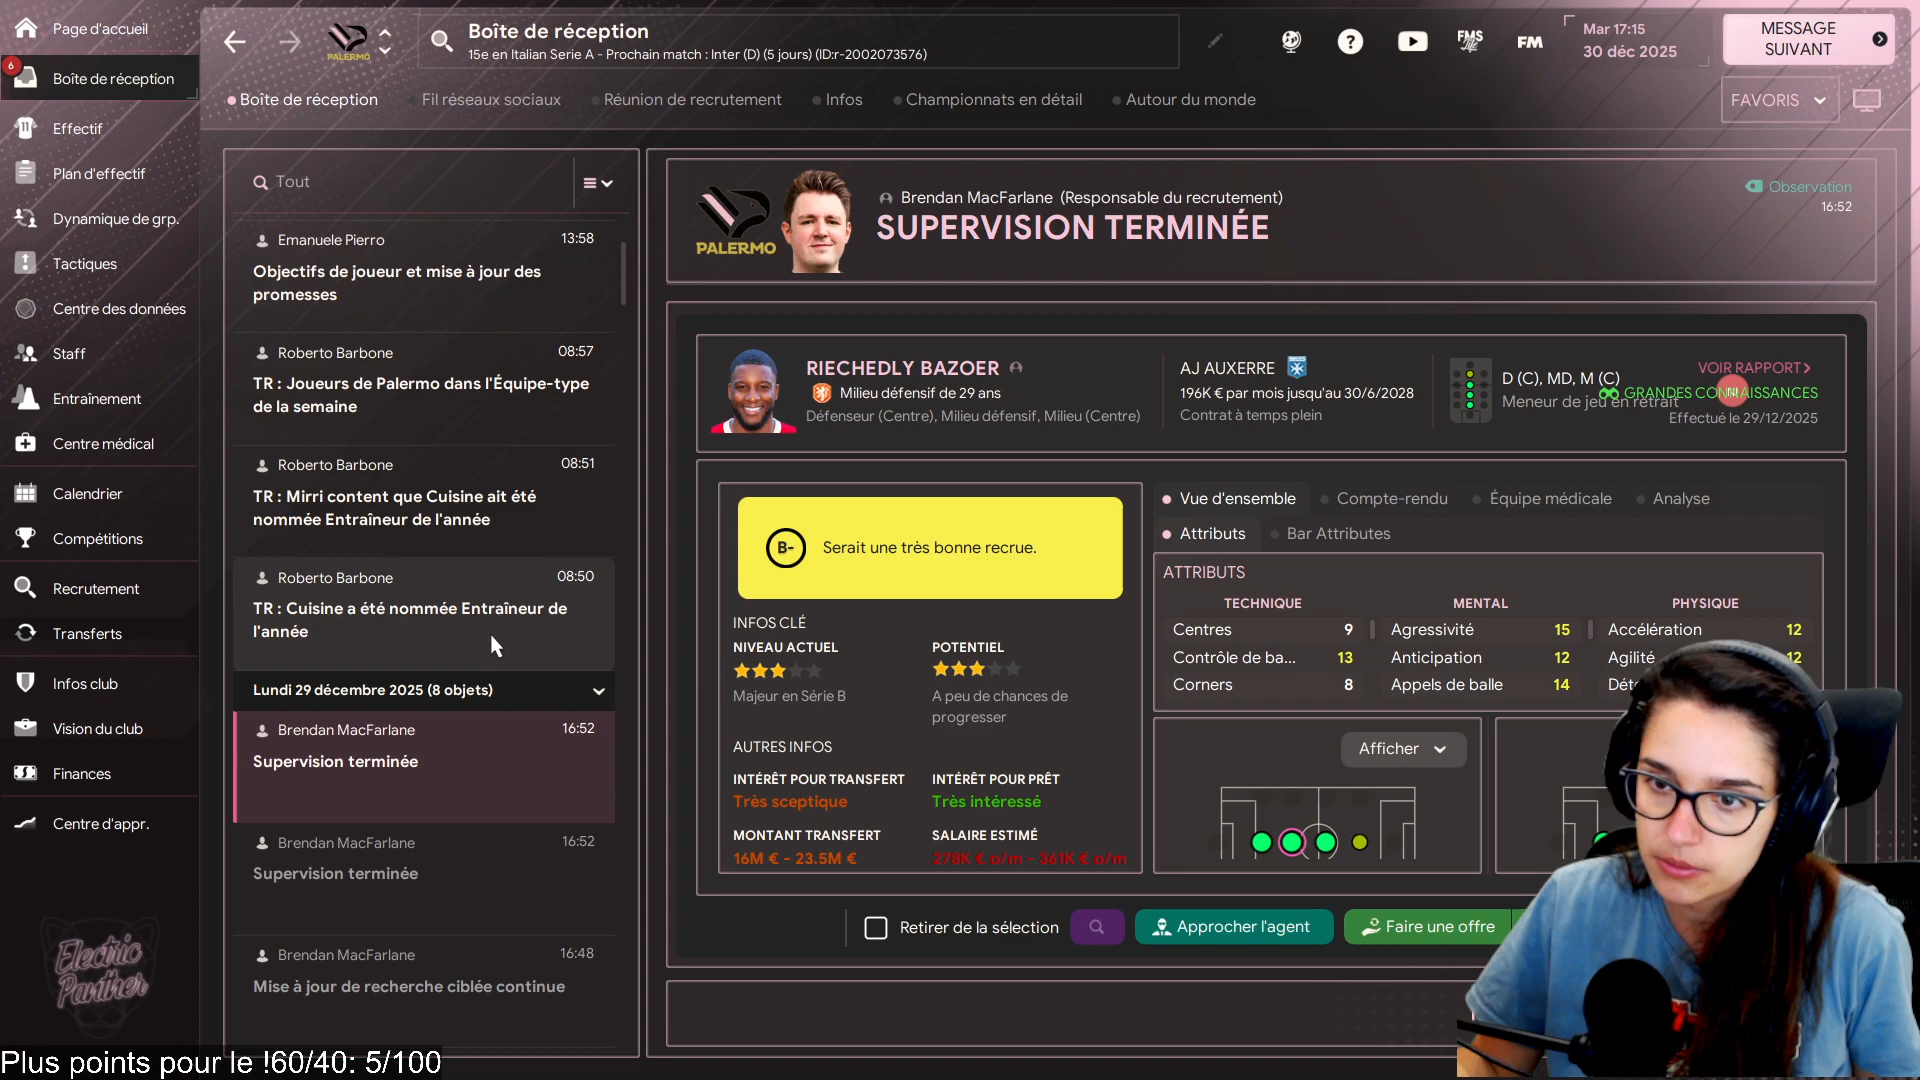 Page d'accueil
6
Boîte de réception
Effectif
Plan d'effectif
Dynamique de grp.
Tactiques
Centre des données
Staff
Entraînement
Centre médical
Calendrier
Compétitions
Recrutement
Transferts
Infos club
Vision du club
Finances
Centre d'appr.
Electric Panther
PALERMO
Boîte de réception
15e en Italian Serie A - Prochain match : Inter (D) (5 jours) (ID:r-2002073576)
FMS life
FM
Mar 17:15
30 déc 2025
MESSAGE SUIVANT
Boîte de réception
Fil réseaux sociaux
Réunion de recrutement
Infos
Championnats en détail
Autour du monde
FAVORIS
Tout
Emanuele Pierro 13:58
Objectifs de joueur et mise à jour des
promesses
Roberto Barbone 08:57
TR : Joueurs de Palermo dans l'Équipe-type
de la semaine
Roberto Barbone 08:51
TR : Mirri content que Cuisine ait été
nommée Entraîneur de l'année
Roberto Barbone 08:50
TR : Cuisine a été nommée Entraîneur de
l'année
Lundi 29 décembre 2025 (8 objets)
Brendan MacFarlane 16:52
Supervision terminée
Brendan MacFarlane 16:52
Supervision terminée
Brendan MacFarlane 16:48
Mise à jour de recherche ciblée continue
PALERMO
Brendan MacFarlane (Responsable du recrutement)
SUPERVISION TERMINÉE
Observation
16:52
RIECHEDLY BAZOER
Milieu défensif de 29 ans
Défenseur (Centre), Milieu défensif, Milieu (Centre)
AJ AUXERRE
196K € par mois jusqu'au 30/6/2028
Contrat à temps plein
D (C), MD, M (C)
Meneur de jeu en retrait
VOIR RAPPORT
GRANDES CONNAISSANCES
Effectué le 29/12/2025
B- Serait une très bonne recrue.
INFOS CLÉ
NIVEAU ACTUEL
POTENTIEL
Majeur en Série B
A peu de chances de
progresser
AUTRES INFOS
INTÉRÊT POUR TRANSFERT
INTÉRÊT POUR PRÊT
Très sceptique
Très intéressé
MONTANT TRANSFERT
SALAIRE ESTIMÉ
16M € - 23.5M €
278K € p/m - 361K € p/m
Vue d'ensemble
Compte-rendu
Équipe médicale
Analyse
Attributs
Bar Attributes
ATTRIBUTS
TECHNIQUE MENTAL PHYSIQUE
Centres 9 Agressivité 15 Accélération 12
Contrôle de ba... 13 Anticipation 12 Agilité 12
Corners 8 Appels de balle 14
Afficher
Retirer de la sélection
Approcher l'agent
Faire une offre
Plus points pour le !60/40: 5/100